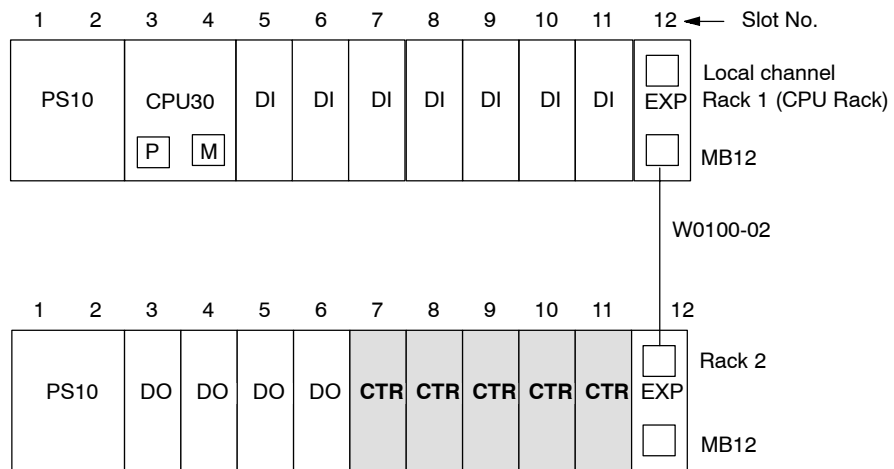 1 2 3 4 5 6 7 8 9 10 11 12 Slot No.
PS10 CPU30 DI DI DI DI DI DI DI EXP
P M
Local channel
Rack 1 (CPU Rack)
MB12
W0100-02
1 2 3 4 5 6 7 8 9 10 11 12
PS10 DO DO DO DO CTR CTR CTR CTR CTR EXP
Rack 2
MB12